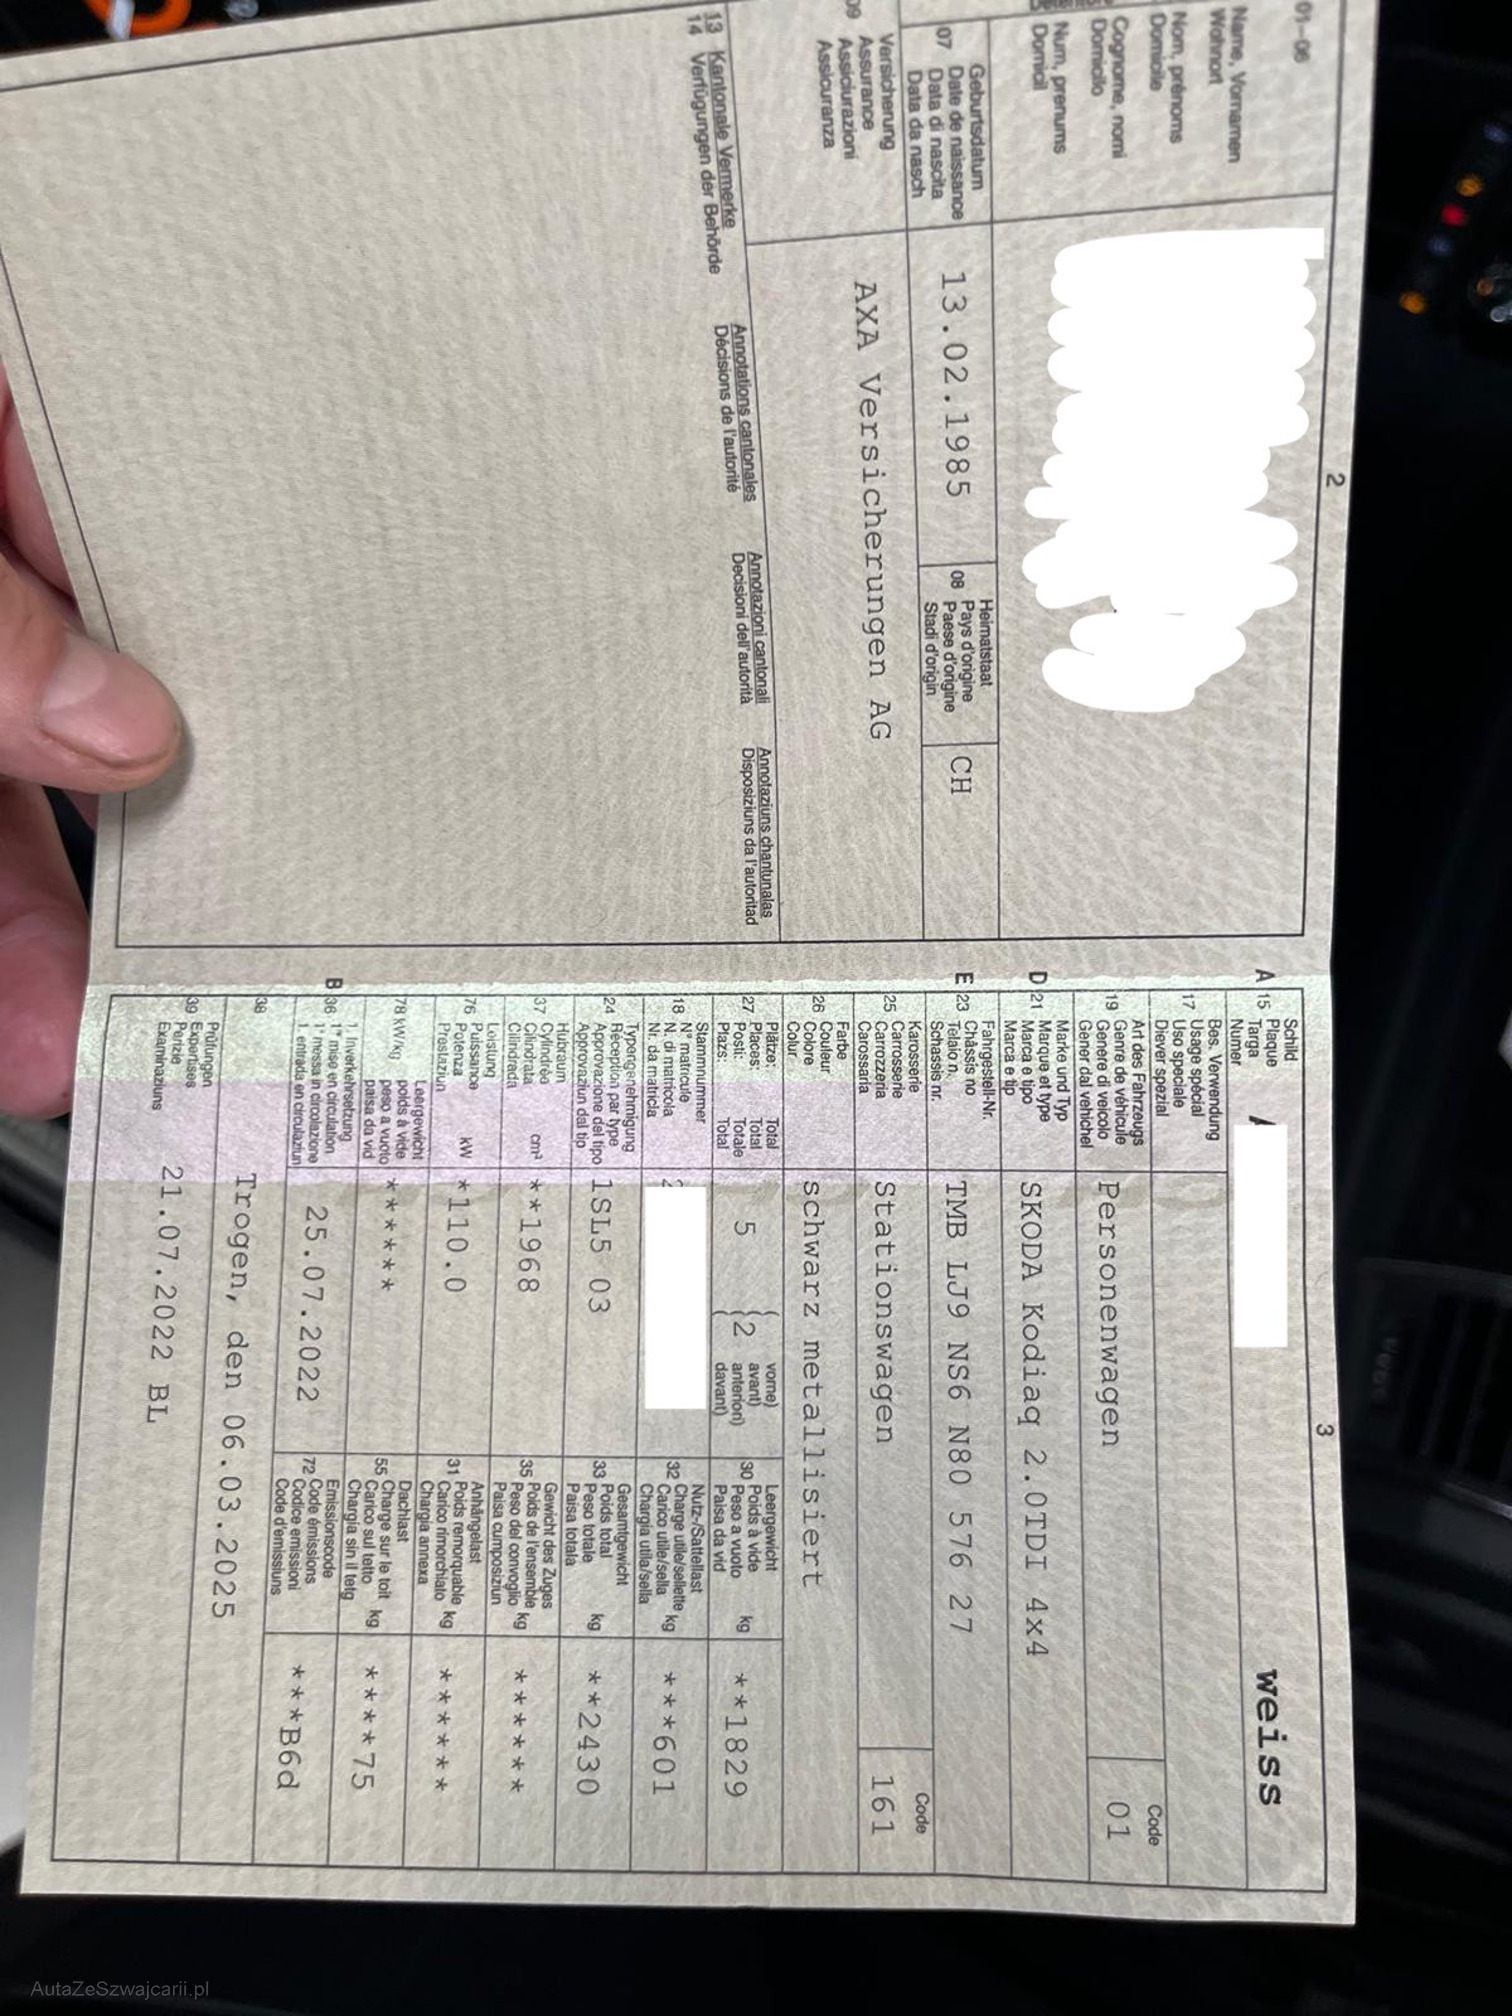 2
01–06
Name, Vornamen
Wohnort
Nom, prénoms
Domicile
Cognome, nomi
Domicilio
Num, prenums
Domicil
Geburtsdatum
07 Date de naissance
Data di nascita
Data da nasch
13.02.1985
Heimatstaat
08 Pays d'origine
Paese d'origine
Stadi d'origin
CH
Versicherung
09 Assurance
Assicurazioni
Assicuranza
AXA Versicherungen AG
13 Kantonale Vermerke
14 Verfügungen der Behörde
Annotations cantonales
Décisions de l'autorité
Annotazioni cantonali
Decisioni dell'autorità
Annotaziuns chantunalas
Disposiziuns da l'autoritad
3
Schild
A 15 Plaque
Targa
Numer
weiss
Bes. Verwendung
17 Usage spécial
Uso speciale
Diever spezial
Art des Fahrzeugs
19 Genre de véhicule
Genere di veicolo
Gener dal vehichel
Personenwagen
Code
01
Marke und Typ
D 21 Marque et type
Marca e tipo
Marca e tip
SKODA Kodiaq 2.0TDI 4x4
Fahrgestell-Nr.
E 23 Châssis no
Telaio n.
Schassis nr.
TMB LJ9 NS6 N80 576 27
Karosserie
25 Carrosserie
Carrozzeria
Carossaria
Stationswagen
Code
161
Farbe
26 Couleur
Colore
Colur
schwarz metallisiert
Plätze: Total
27 Places: Total
Posti: Totale
Plazs: Total
5
(2
vorne)
avant)
anteriori)
davant)
Leergewicht
30 Poids à vide
Peso a vuoto kg
Paisa da vid
**1829
Stammnummer
18 N° matricule
N. di matricola
Nr. da matricla
Nutz-/Sattellast
32 Charge utile/sellette kg
Carico utile/sella
Chargia utila/sella
***601
Typengenehmigung
24 Réception par type
Approvazione del tipo
Approvaziun dal tip
1SL5 03
Gesamtgewicht
33 Poids total
Peso totale kg
Paisa totala
**2430
Hubraum
37 Cylindrée
Cilindrata cm³
Cilindrada
**1968
Gewicht des Zuges
35 Poids de l'ensemble kg
Peso del convoglio
Paisa cumposiziun
******
Leistung
76 Puissance
Potenza kW
Prestaziun
*110.0
Anhängelast
31 Poids remorquable kg
Carico rimorchiato
Chargia annexa
******
Leergewicht
78 kW/kg poids à vide
peso a vuoto
paisa da vid
******
Dachlast
55 Charge sur le toit
Carico sul tetto kg
Chargia sin il tetg
****75
1. Inverkehrsetzung
B 36 1re mise en circulation
1a messa in circolazione
1. entrada en circulaziun
25.07.2022
Emissionscode
72 Code émissions
Codice emissioni
Code d'emissiuns
***B6d
38
Trogen, den 06.03.2025
Prüfungen
39 Expertises
Perizie
Examinaziuns
21.07.2022 BL
AutaZeSzwajcarii.pl